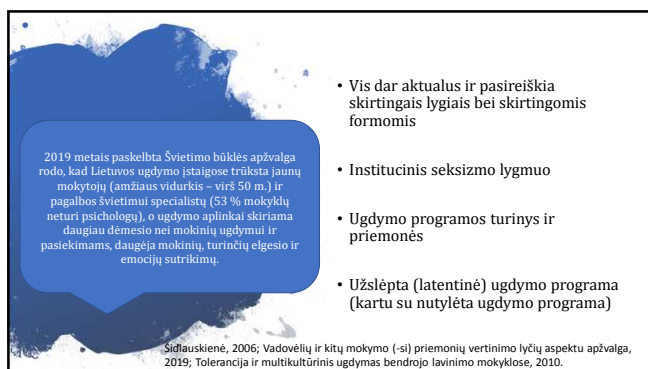 2019 metais paskelbta Švietimo būklės apžvalga
rodo, kad Lietuvos ugdymo įstaigose trūksta jaunų
mokytojų (amžiaus vidurkis – virš 50 m.) ir
pagalbos švietimui specialistų (53 % mokyklų
neturi psichologų), o ugdymo aplinkai skiriama
daugiau dėmesio nei mokinių ugdymui ir
pasiekimams, daugėja mokinių, turinčių elgesio ir
emocijų sutrikimų.
• Vis dar aktualus ir pasireiškia
skirtingais lygiais bei skirtingomis
formomis
• Institucinis seksizmo lygmuo
• Ugdymo programos turinys ir
priemonės
• Užslėpta (latentinė) ugdymo programa
(kartu su nutylėta ugdymo programa)
Šidlauskienė, 2006; Vadovėlių ir kitų mokymo (-si) priemonių vertinimo lyčių aspektu apžvalga,
2019; Tolerancija ir multikultūrinis ugdymas bendrojo lavinimo mokyklose, 2010.